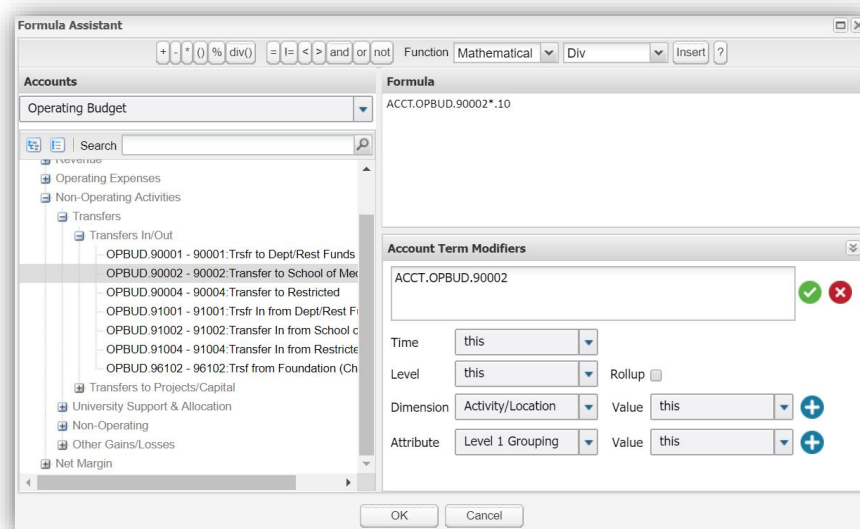 Formula Assistant
+ - * () % div() = != < > and or not Function Mathematical Div Insert ?
Accounts
Operating Budget
Search
Revenue
Operating Expenses
Non-Operating Activities
Transfers
Transfers In/Out
OPBUD.90001 - 90001:Trsfr to Dept/Rest Funds
OPBUD.90002 - 90002:Transfer to School of Mec
OPBUD.90004 - 90004:Transfer to Restricted
OPBUD.91001 - 91001:Trsfr In from Dept/Rest F
OPBUD.91002 - 91002:Transfer In from School c
OPBUD.91004 - 91004:Transfer In from Restricte
OPBUD.96102 - 96102:Trsf from Foundation (Ch
Transfers to Projects/Capital
University Support & Allocation
Non-Operating
Other Gains/Losses
Net Margin
Formula
ACCT.OPBUD.90002*.10
Account Term Modifiers
ACCT.OPBUD.90002
Time this
Level this Rollup
Dimension Activity/Location Value this
Attribute Level 1 Grouping Value this
OK Cancel